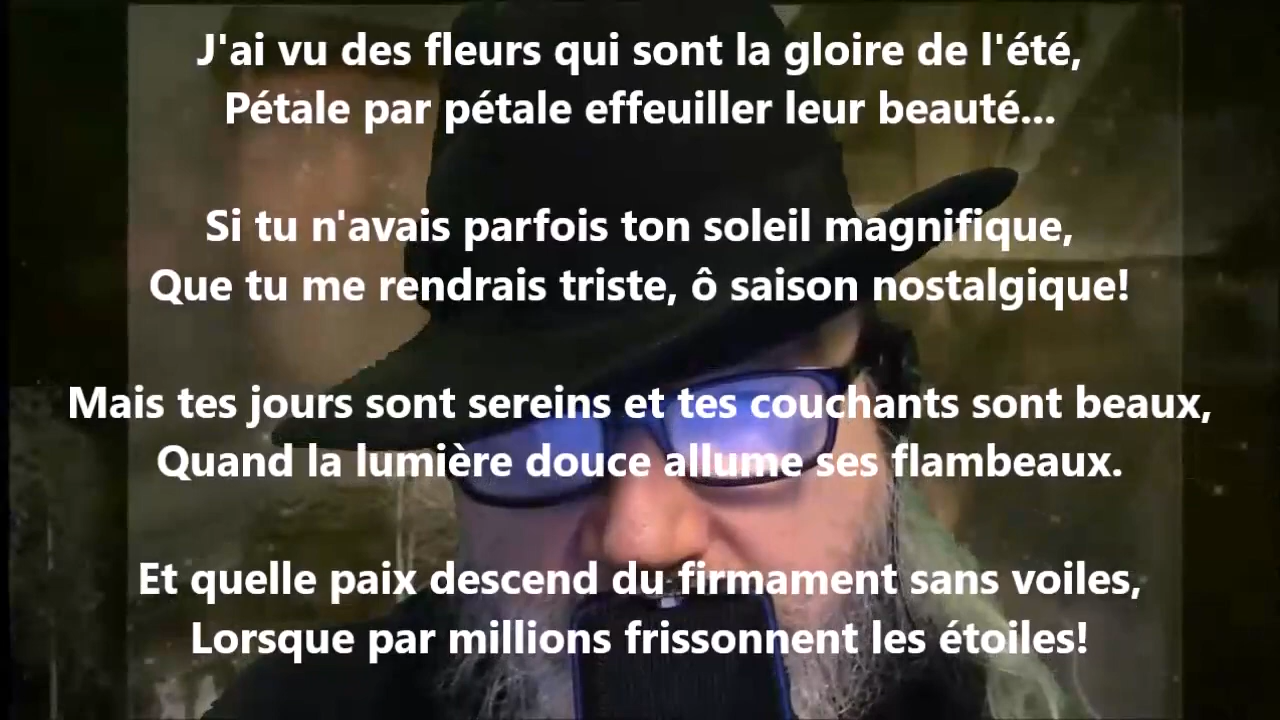 J'ai vu des fleurs qui sont la gloire de l'été,
Pétale par pétale effeuiller leur beauté...
Si tu n'avais parfois ton soleil magnifique,
Que tu me rendrais triste, ô saison nostalgique!
Mais tes jours sont sereins et tes couchants sont beaux,
Quand la lumière douce allume ses flambeaux.
Et quelle paix descend du firmament sans voiles,
Lorsque par millions frissonnent les étoiles!